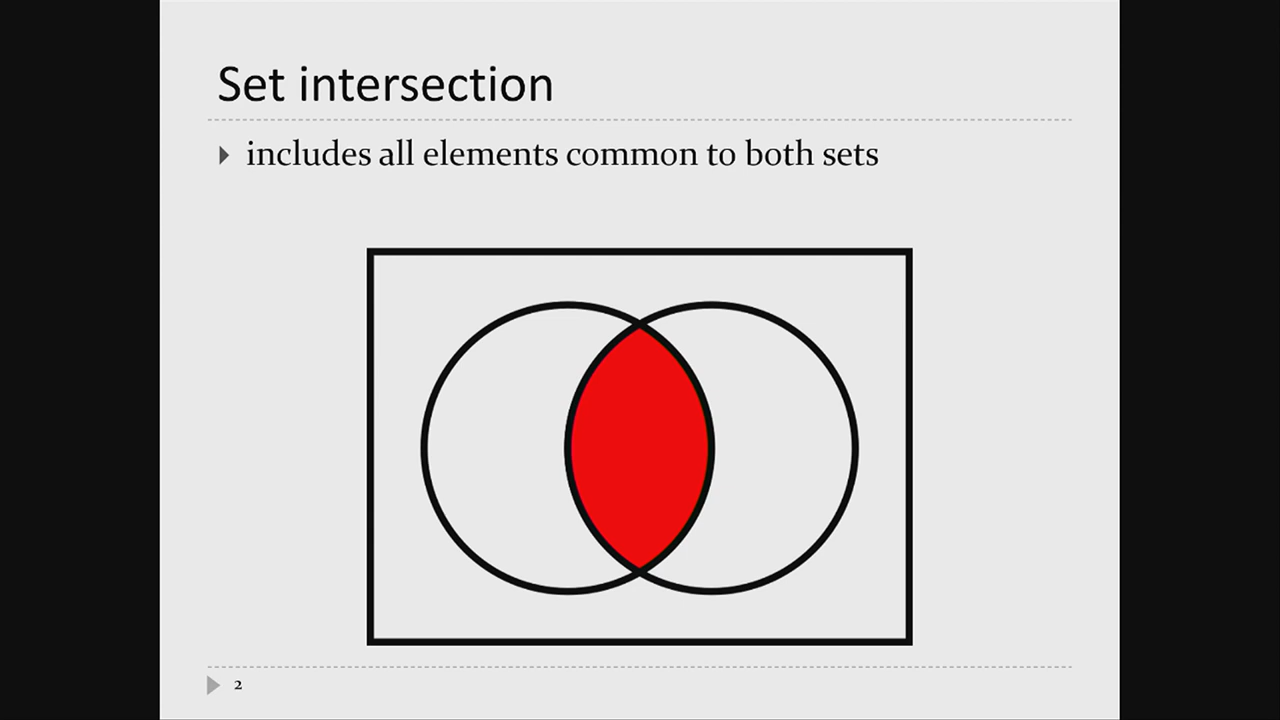 Set intersection
includes all elements common to both sets
2